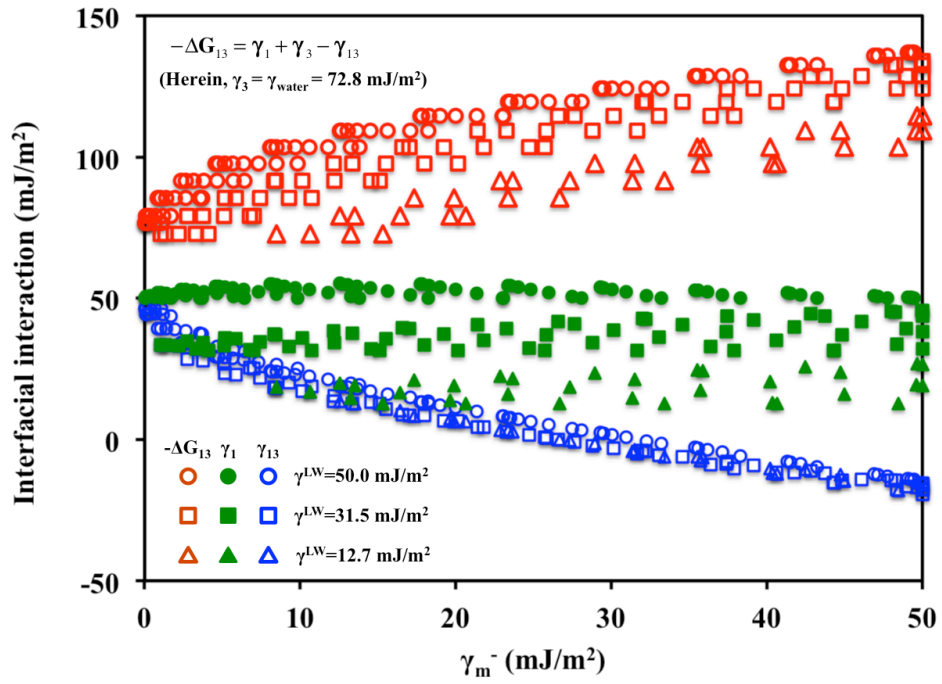 150
100
50
0
-50
Interfacial interaction (mJ/m²)
−ΔG₁₃ = γ₁ + γ₃ − γ₁₃
(Herein, γ₃ = γwater = 72.8 mJ/m²)
-ΔG₁₃ γ₁ γ₁₃
γᴸᵂ=50.0 mJ/m²
γᴸᵂ=31.5 mJ/m²
γᴸᵂ=12.7 mJ/m²
0 10 20 30 40 50
γₘ⁻ (mJ/m²)